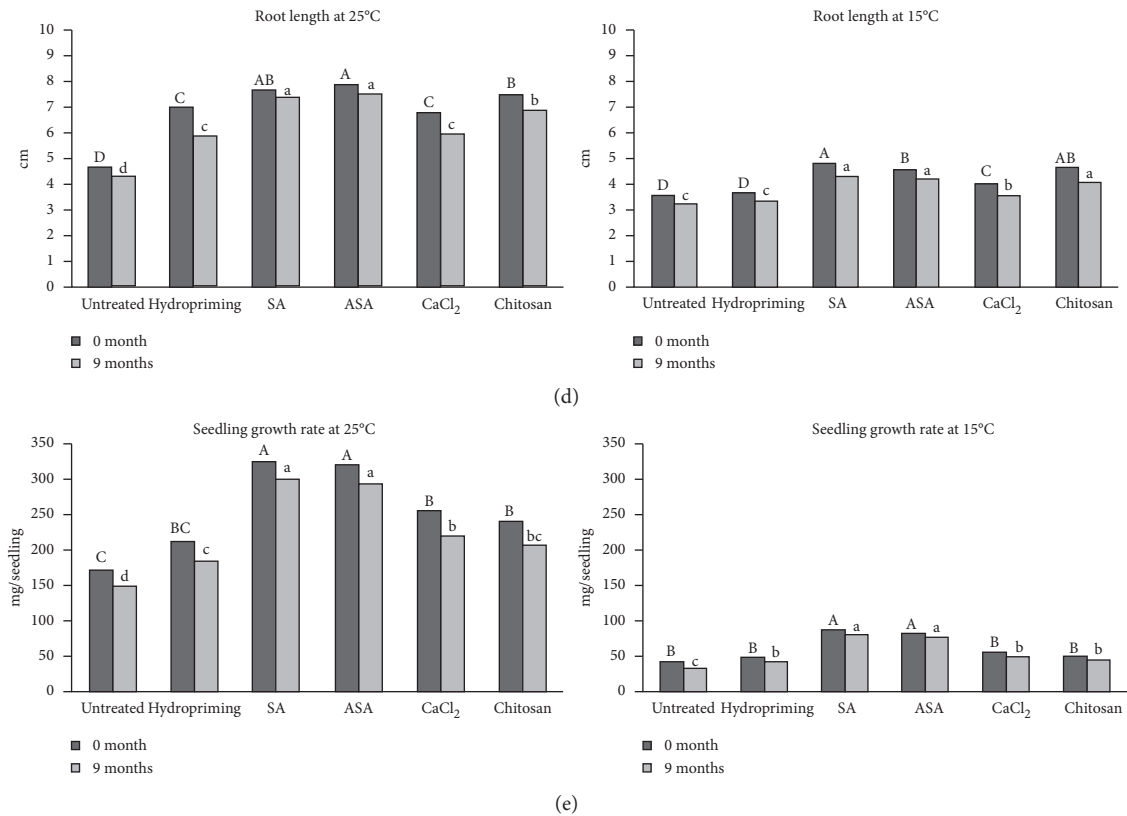 Root length at 25°C
10
9
8
7
6
5
4
3
2
1
0
cm
D d C c AB a A a C c B b
Untreated Hydropriming SA ASA CaCl₂ Chitosan
0 month
9 months
Root length at 15°C
10
9
8
7
6
5
4
3
2
1
0
cm
D c D c A a B a C b AB a
Untreated Hydropriming SA ASA CaCl₂ Chitosan
0 month
9 months
(d)
Seedling growth rate at 25°C
350
300
250
200
150
100
50
0
mg/seedling
C d BC c A a A a B b B bc
Untreated Hydropriming SA ASA CaCl₂ Chitosan
0 month
9 months
Seedling growth rate at 15°C
350
300
250
200
150
100
50
0
mg/seedling
B c B b A a A a B b B b
Untreated Hydropriming SA ASA CaCl₂ Chitosan
0 month
9 months
(e)